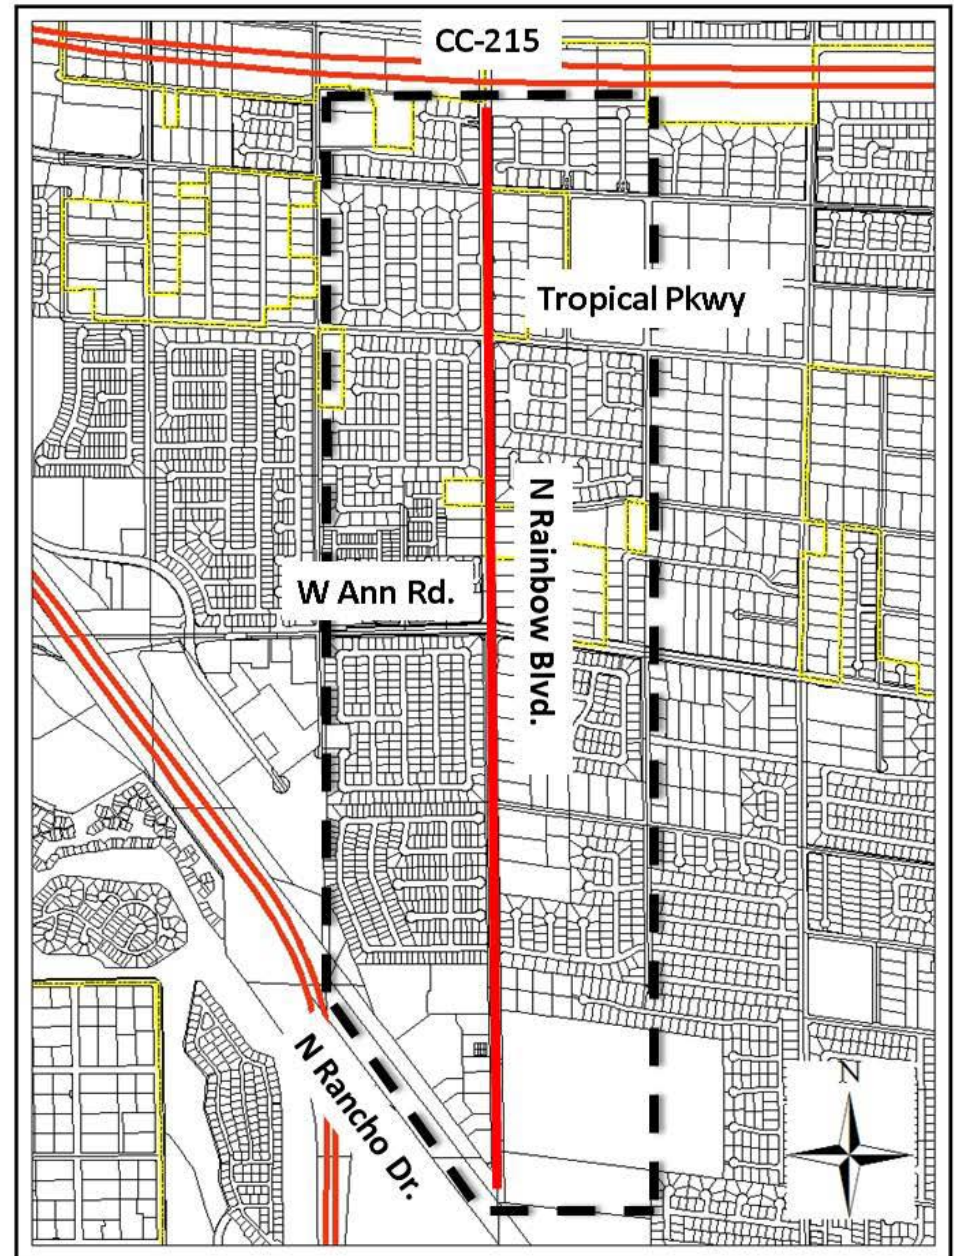 CC-215
Tropical Pkwy
N Rainbow Blvd.
W Ann Rd.
N Rancho Dr.
N